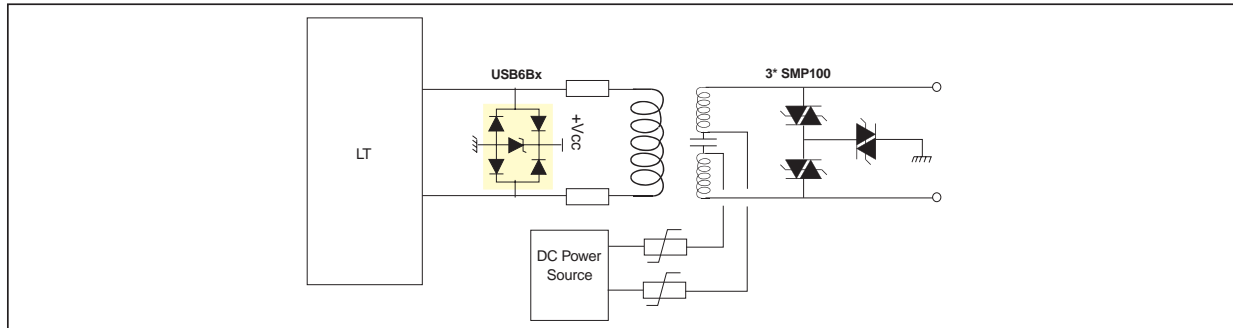 USB6Bx
3* SMP100
+Vcc
LT
DC Power
Source